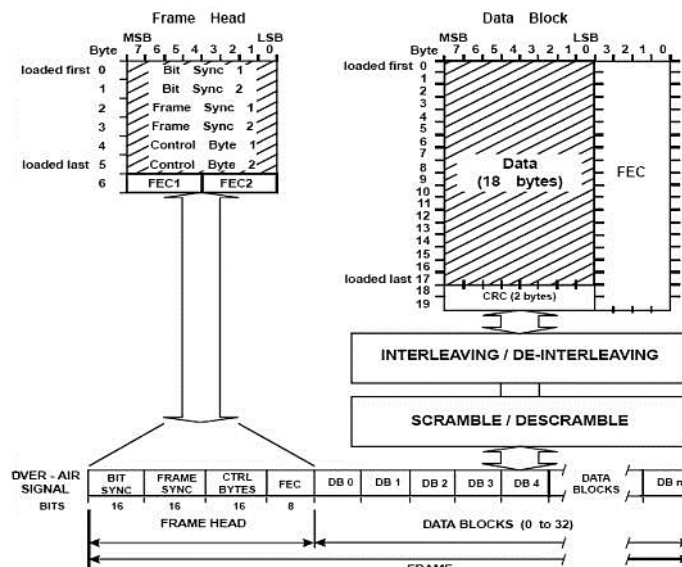 Frame Head
Data Block
MSB
LSB
Byte 7 6 5 4 3 2 1 0
loaded first 0 Bit Sync 1
1 Bit Sync 2
2 Frame Sync 1
3 Frame Sync 2
4 Control Byte 1
loaded last 5 Control Byte 2
6 FEC1 FEC2
MSB
LSB
Byte 7 6 5 4 3 2 1 0 3 2 1 0
loaded first 0
1
2
3
4
5
6
7
8 Data
9 (18 bytes)
FEC
10
11
12
13
14
15
16
loaded last 17
18 CRC (2 bytes)
19
INTERLEAVING / DE-INTERLEAVING
SCRAMBLE / DESCRAMBLE
OVER - AIR SIGNAL
BIT SYNC
FRAME SYNC
CTRL BYTES
FEC
DB 0
DB 1
DB 2
DB 3
DB 4
DATA BLOCKS
DB n
BITS 16 16 16 8
FRAME HEAD
DATA BLOCKS (0 to 32)
FRAME